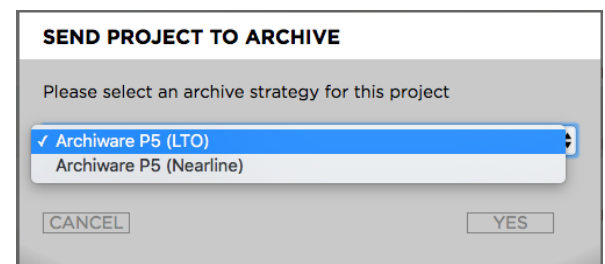 SEND PROJECT TO ARCHIVE
Please select an archive strategy for this project
✓ Archiware P5 (LTO)
Archiware P5 (Nearline)
CANCEL YES